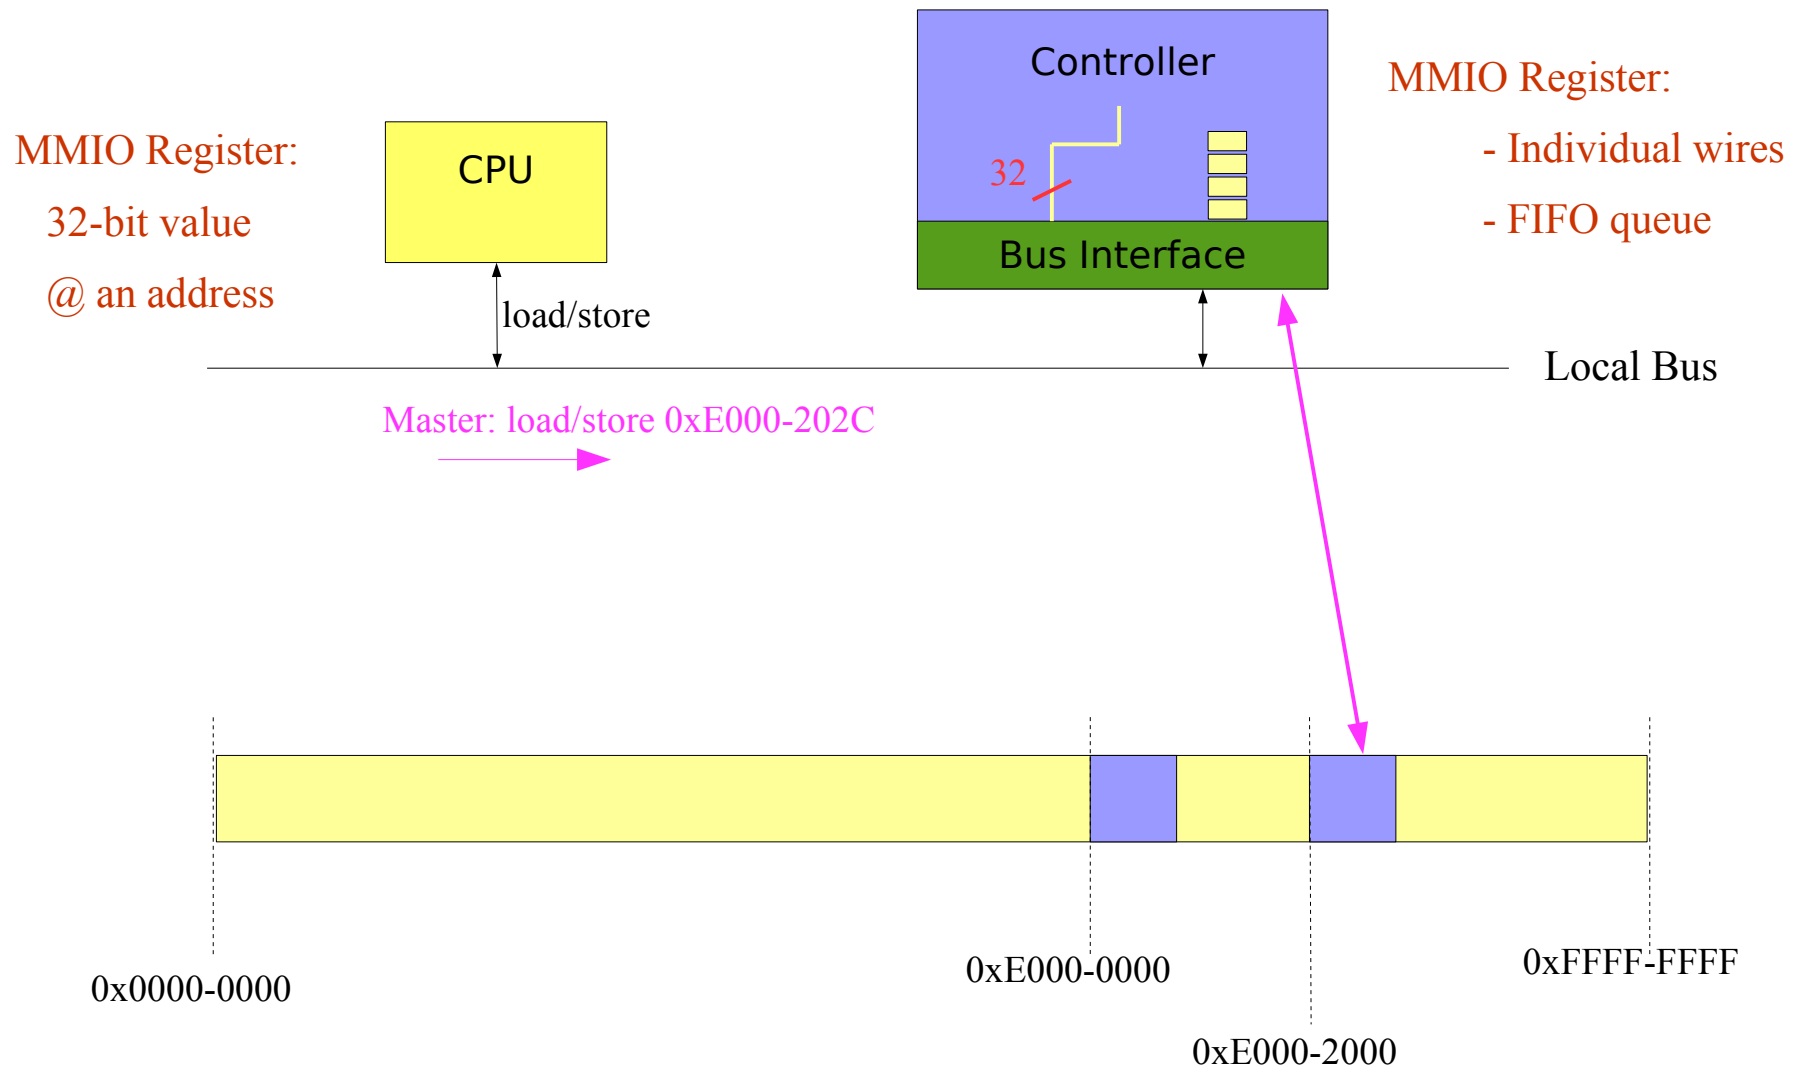 Controller
MMIO Register:
- Individual wires
- FIFO queue
MMIO Register:
32-bit value
@ an address
CPU
32
Bus Interface
load/store
Local Bus
Master: load/store 0xE000-202C
0x0000-0000
0xE000-0000
0xFFFF-FFFF
0xE000-2000